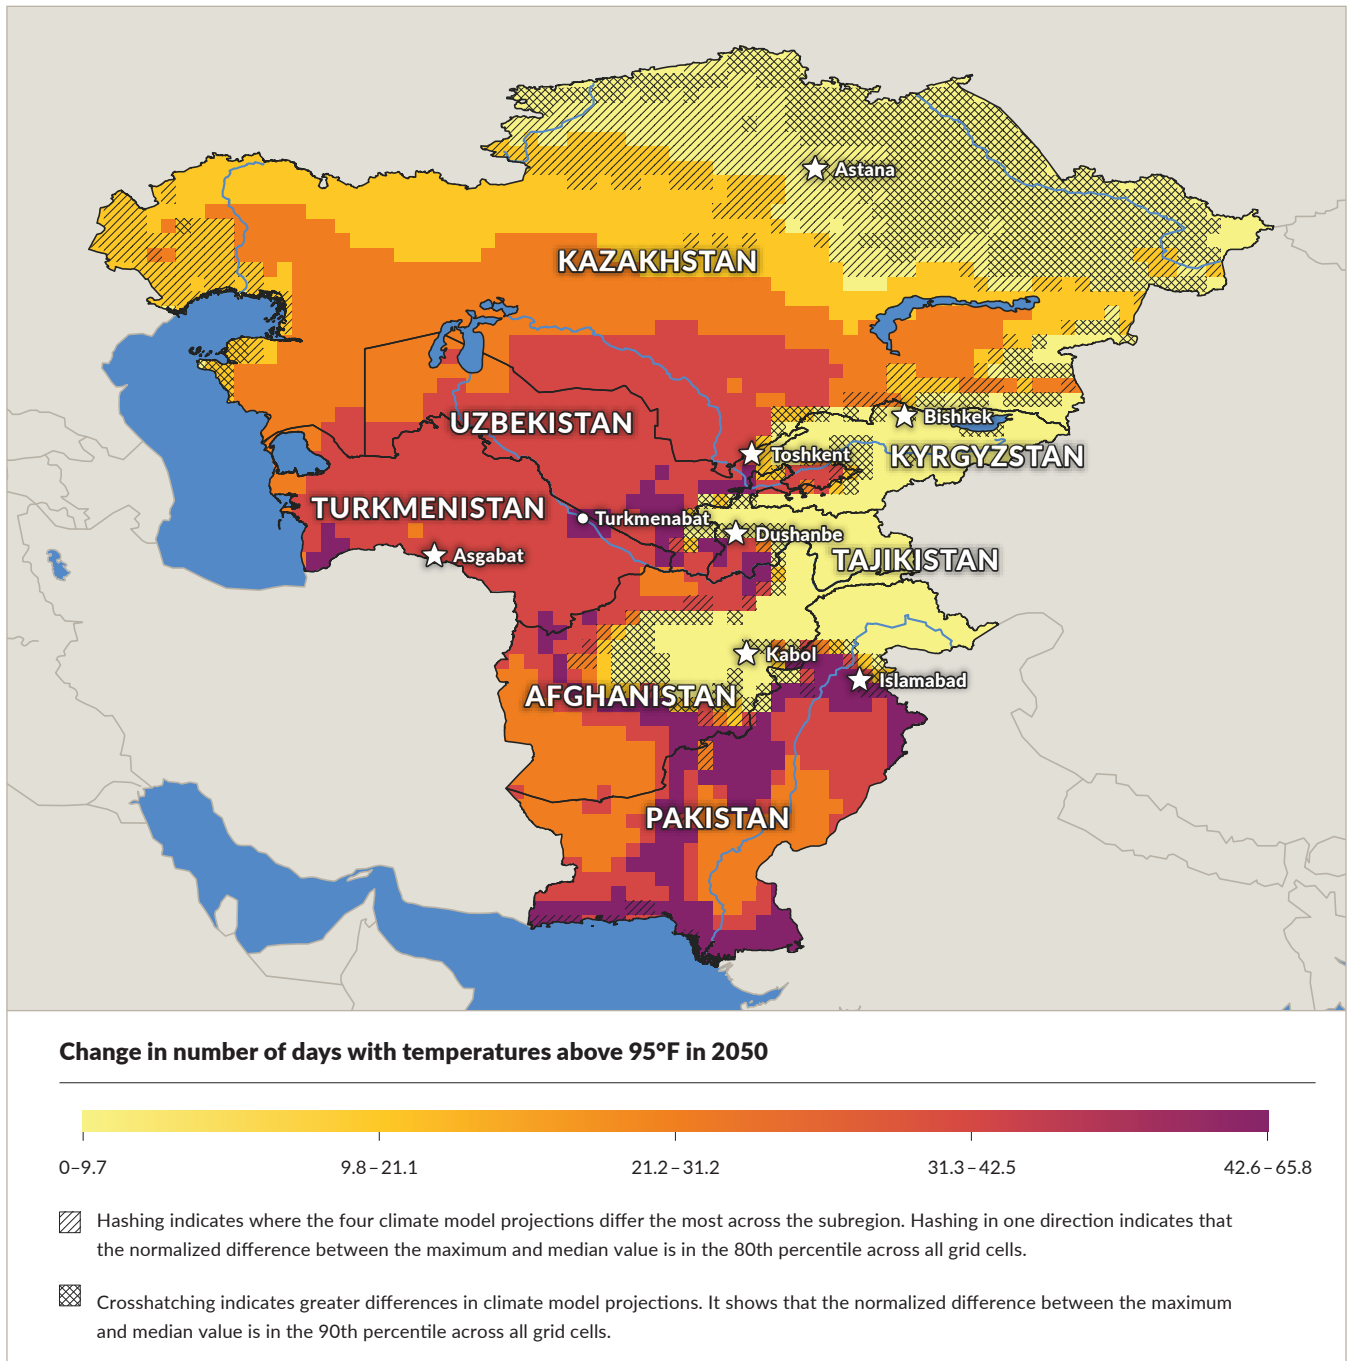 Astana
KAZAKHSTAN
Bishkek
UZBEKISTAN
Toshkent
KYRGYZSTAN
TURKMENISTAN
Turkmenabat
Dushanbe
Asgabat
TAJIKISTAN
Kabol
Islamabad
AFGHANISTAN
PAKISTAN
Change in number of days with temperatures above 95°F in 2050
0–9.7
9.8–21.1
21.2–31.2
31.3–42.5
42.6–65.8
Hashing indicates where the four climate model projections differ the most across the subregion. Hashing in one direction indicates that
the normalized difference between the maximum and median value is in the 80th percentile across all grid cells.
Crosshatching indicates greater differences in climate model projections. It shows that the normalized difference between the maximum
and median value is in the 90th percentile across all grid cells.